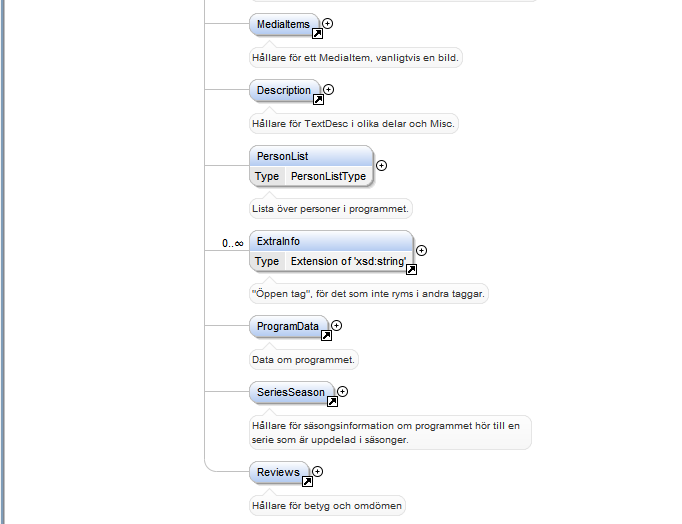 MediaItems
Hållare för ett MediaItem, vanligtvis en bild.
Description
Hållare för TextDesc i olika delar och Misc.
PersonList
Type PersonListType
Lista över personer i programmet.
0..∞
ExtraInfo
Type Extension of 'xsd:string'
"Öppen tag", för det som inte ryms i andra taggar.
ProgramData
Data om programmet.
SeriesSeason
Hållare för säsongsinformation om programmet hör till en
serie som är uppdelad i säsonger.
Reviews
Hållare för betyg och omdömen